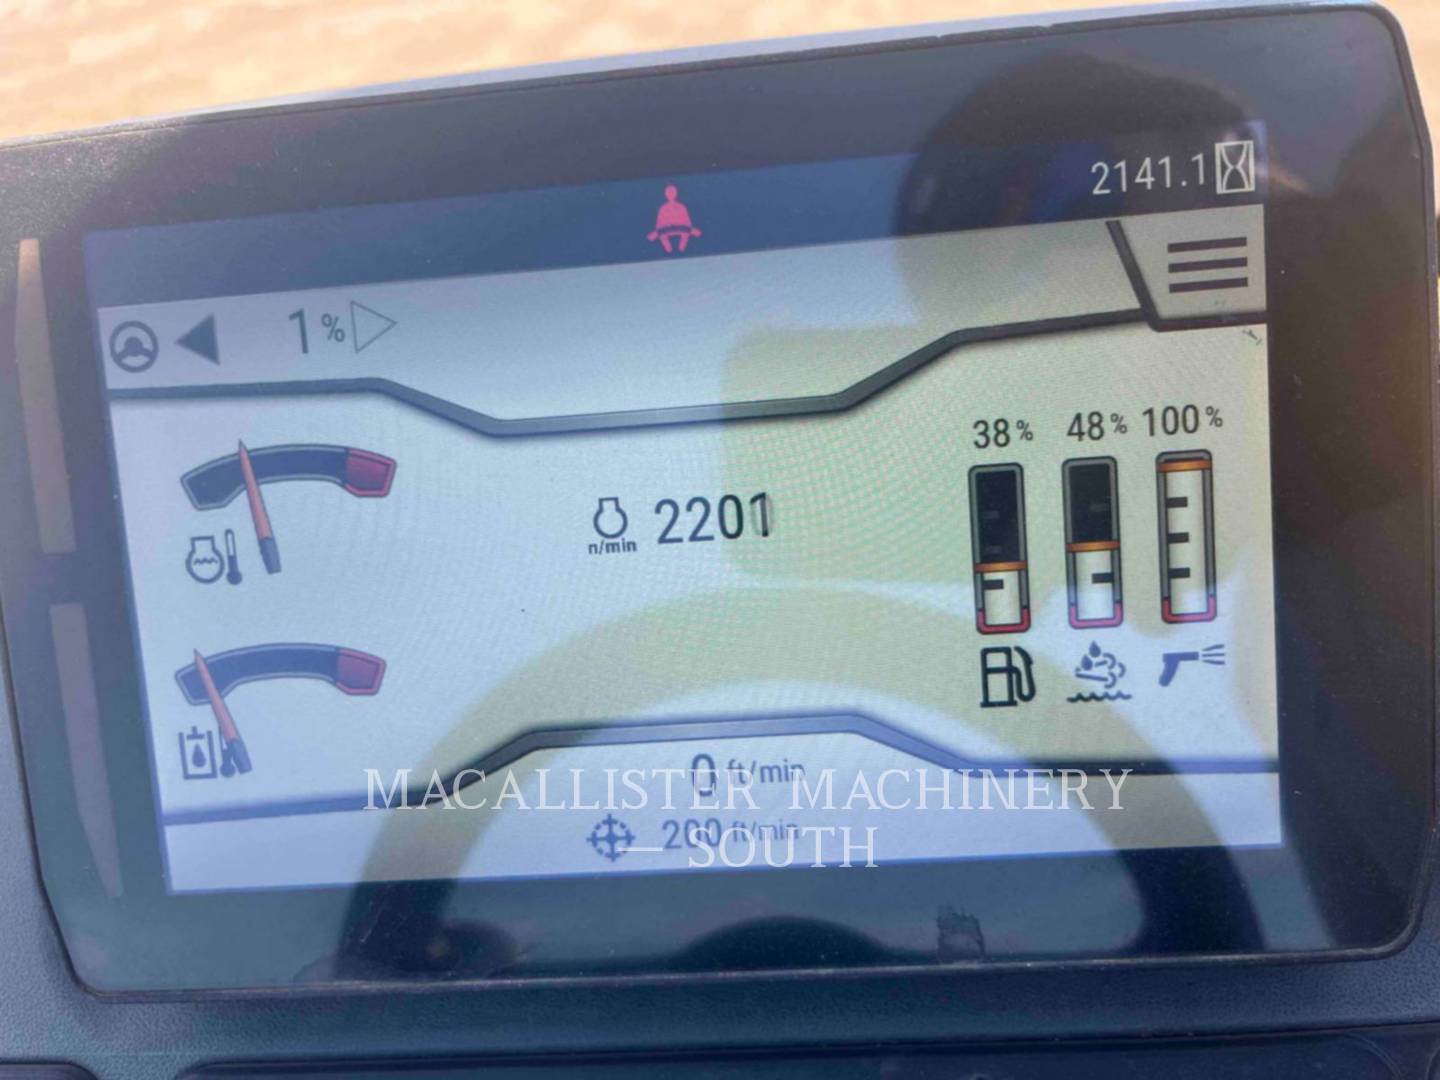 2141.1
1 %
38 % 48 % 100 %
2201
n/min
0 ft/min
200 ft/min
MACALLISTER MACHINERY
— SOUTH